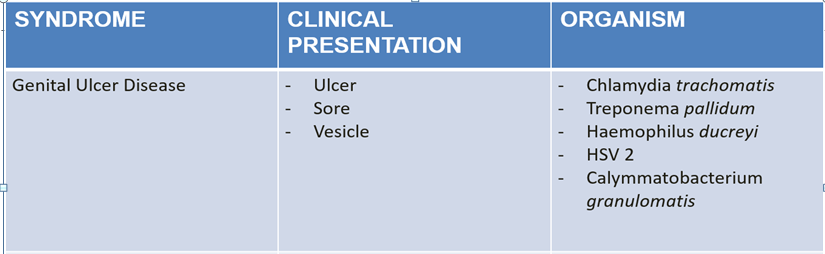 SYNDROME
CLINICAL
PRESENTATION
ORGANISM
Genital Ulcer Disease
- Ulcer
- Sore
- Vesicle
- Chlamydia trachomatis
- Treponema pallidum
- Haemophilus ducreyi
- HSV 2
- Calymmatobacterium
granulomatis